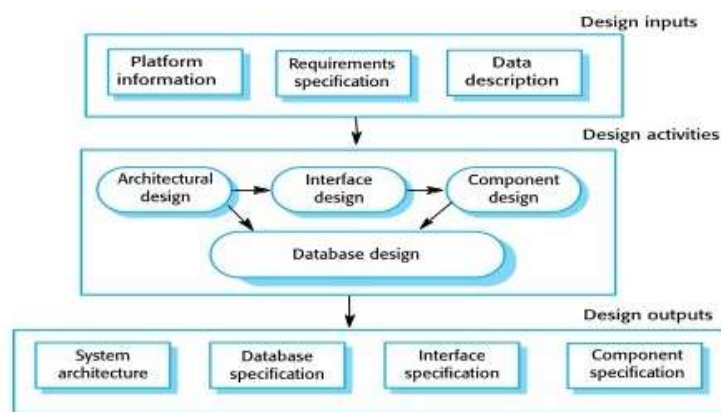 Design inputs
Platform
information
Requirements
specification
Data
description
Design activities
Architectural
design
Interface
design
Component
design
Database design
Design outputs
System
architecture
Database
specification
Interface
specification
Component
specification